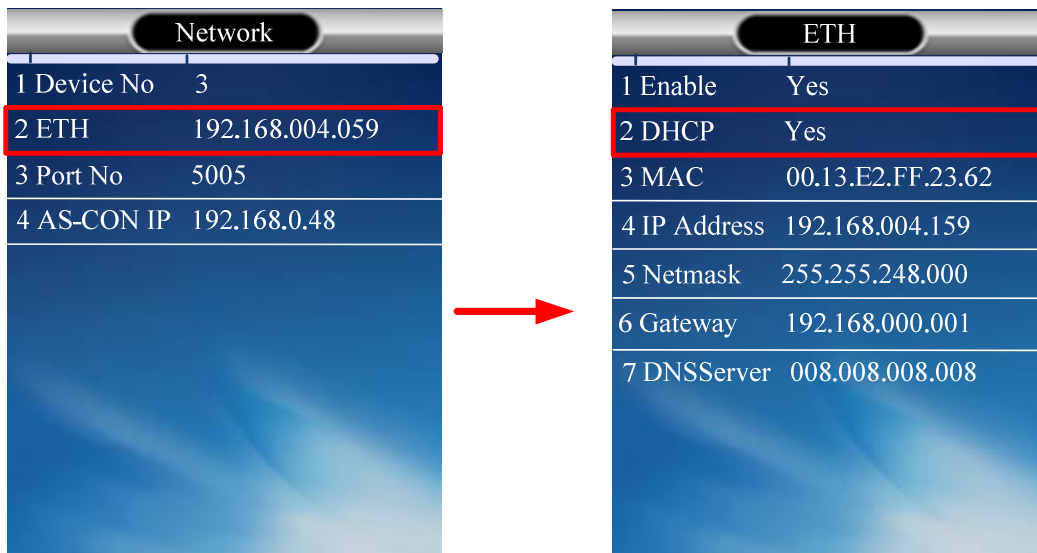 Network
1 Device No 3
2 ETH 192.168.004.059
3 Port No 5005
4 AS-CON IP 192.168.0.48
ETH
1 Enable Yes
2 DHCP Yes
3 MAC 00.13.E2.FF.23.62
4 IP Address 192.168.004.159
5 Netmask 255.255.248.000
6 Gateway 192.168.000.001
7 DNSServer 008.008.008.008